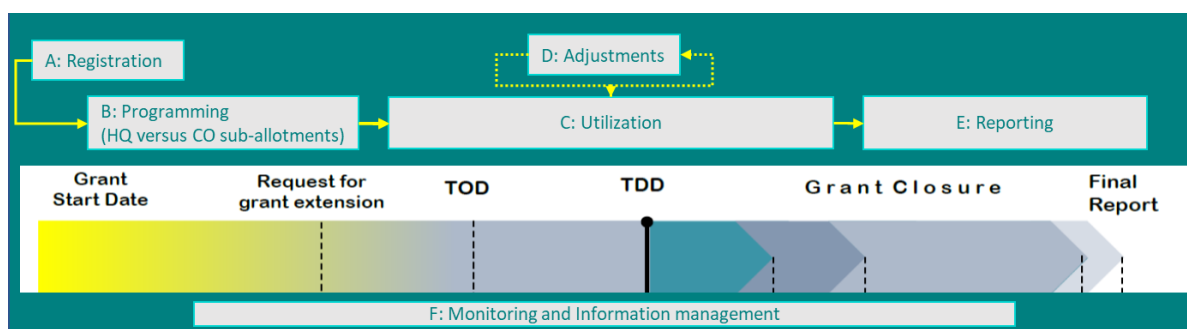 A: Registration
D: Adjustments
B: Programming
(HQ versus CO sub-allotments)
C: Utilization
E: Reporting
Grant
Start Date
Request for
grant extension
TOD
TDD
Grant Closure
Final
Report
F: Monitoring and Information management